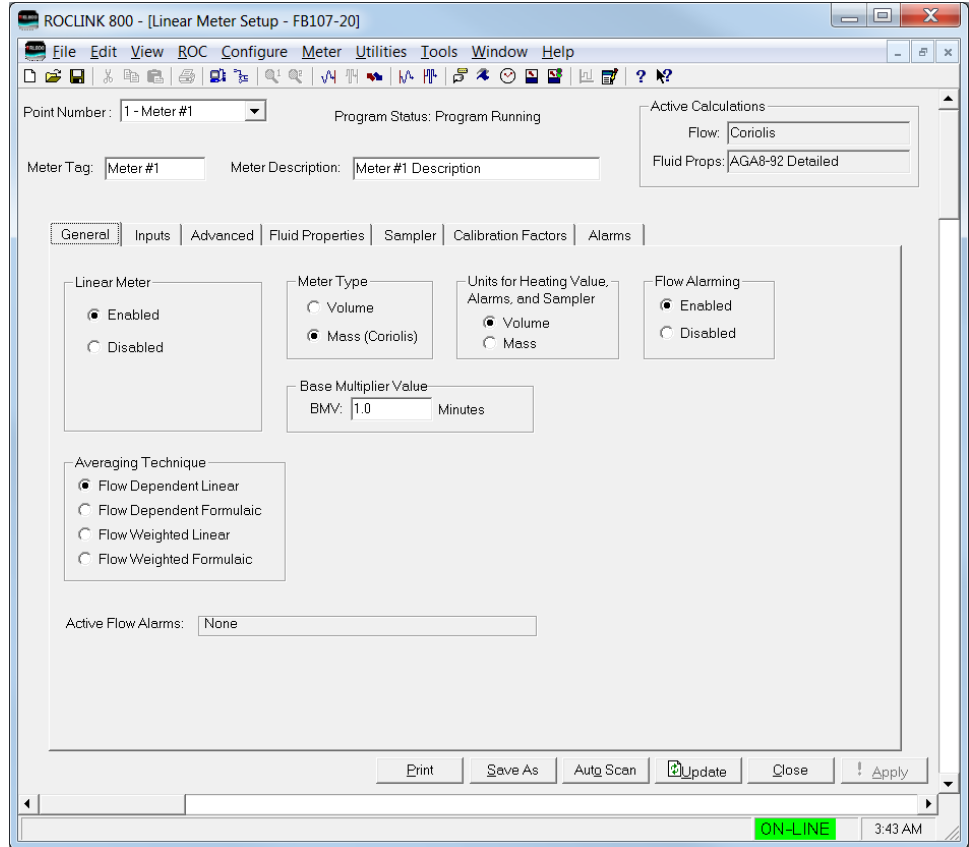 ROCLINK 800 - [Linear Meter Setup - FB107-20]
File Edit View ROC Configure Meter Utilities Tools Window Help
Point Number : 1 - Meter #1
Program Status: Program Running
Active Calculations
Flow: Coriolis
Fluid Props: AGA8-92 Detailed
Meter Tag: Meter #1 Meter Description: Meter #1 Description
General Inputs Advanced Fluid Properties Sampler Calibration Factors Alarms
Linear Meter
Enabled
Disabled
Meter Type
Volume
Mass (Coriolis)
Units for Heating Value,
Alarms, and Sampler
Volume
Mass
Flow Alarming
Enabled
Disabled
Base Multiplier Value
BMV: 1.0 Minutes
Averaging Technique
Flow Dependent Linear
Flow Dependent Formulaic
Flow Weighted Linear
Flow Weighted Formulaic
Active Flow Alarms: None
Print Save As Auto Scan Update Close ! Apply
ON-LINE 3:43 AM